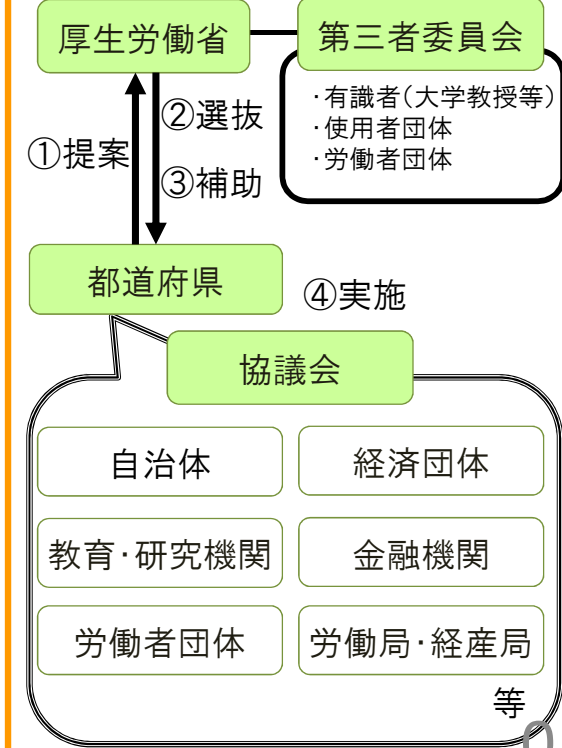 厚生労働省
第三者委員会
・有識者(大学教授等)
・使用者団体
・労働者団体
①提案
②選抜
③補助
都道府県
④実施
協議会
自治体
経済団体
教育・研究機関
金融機関
労働者団体
労働局・経産局
等